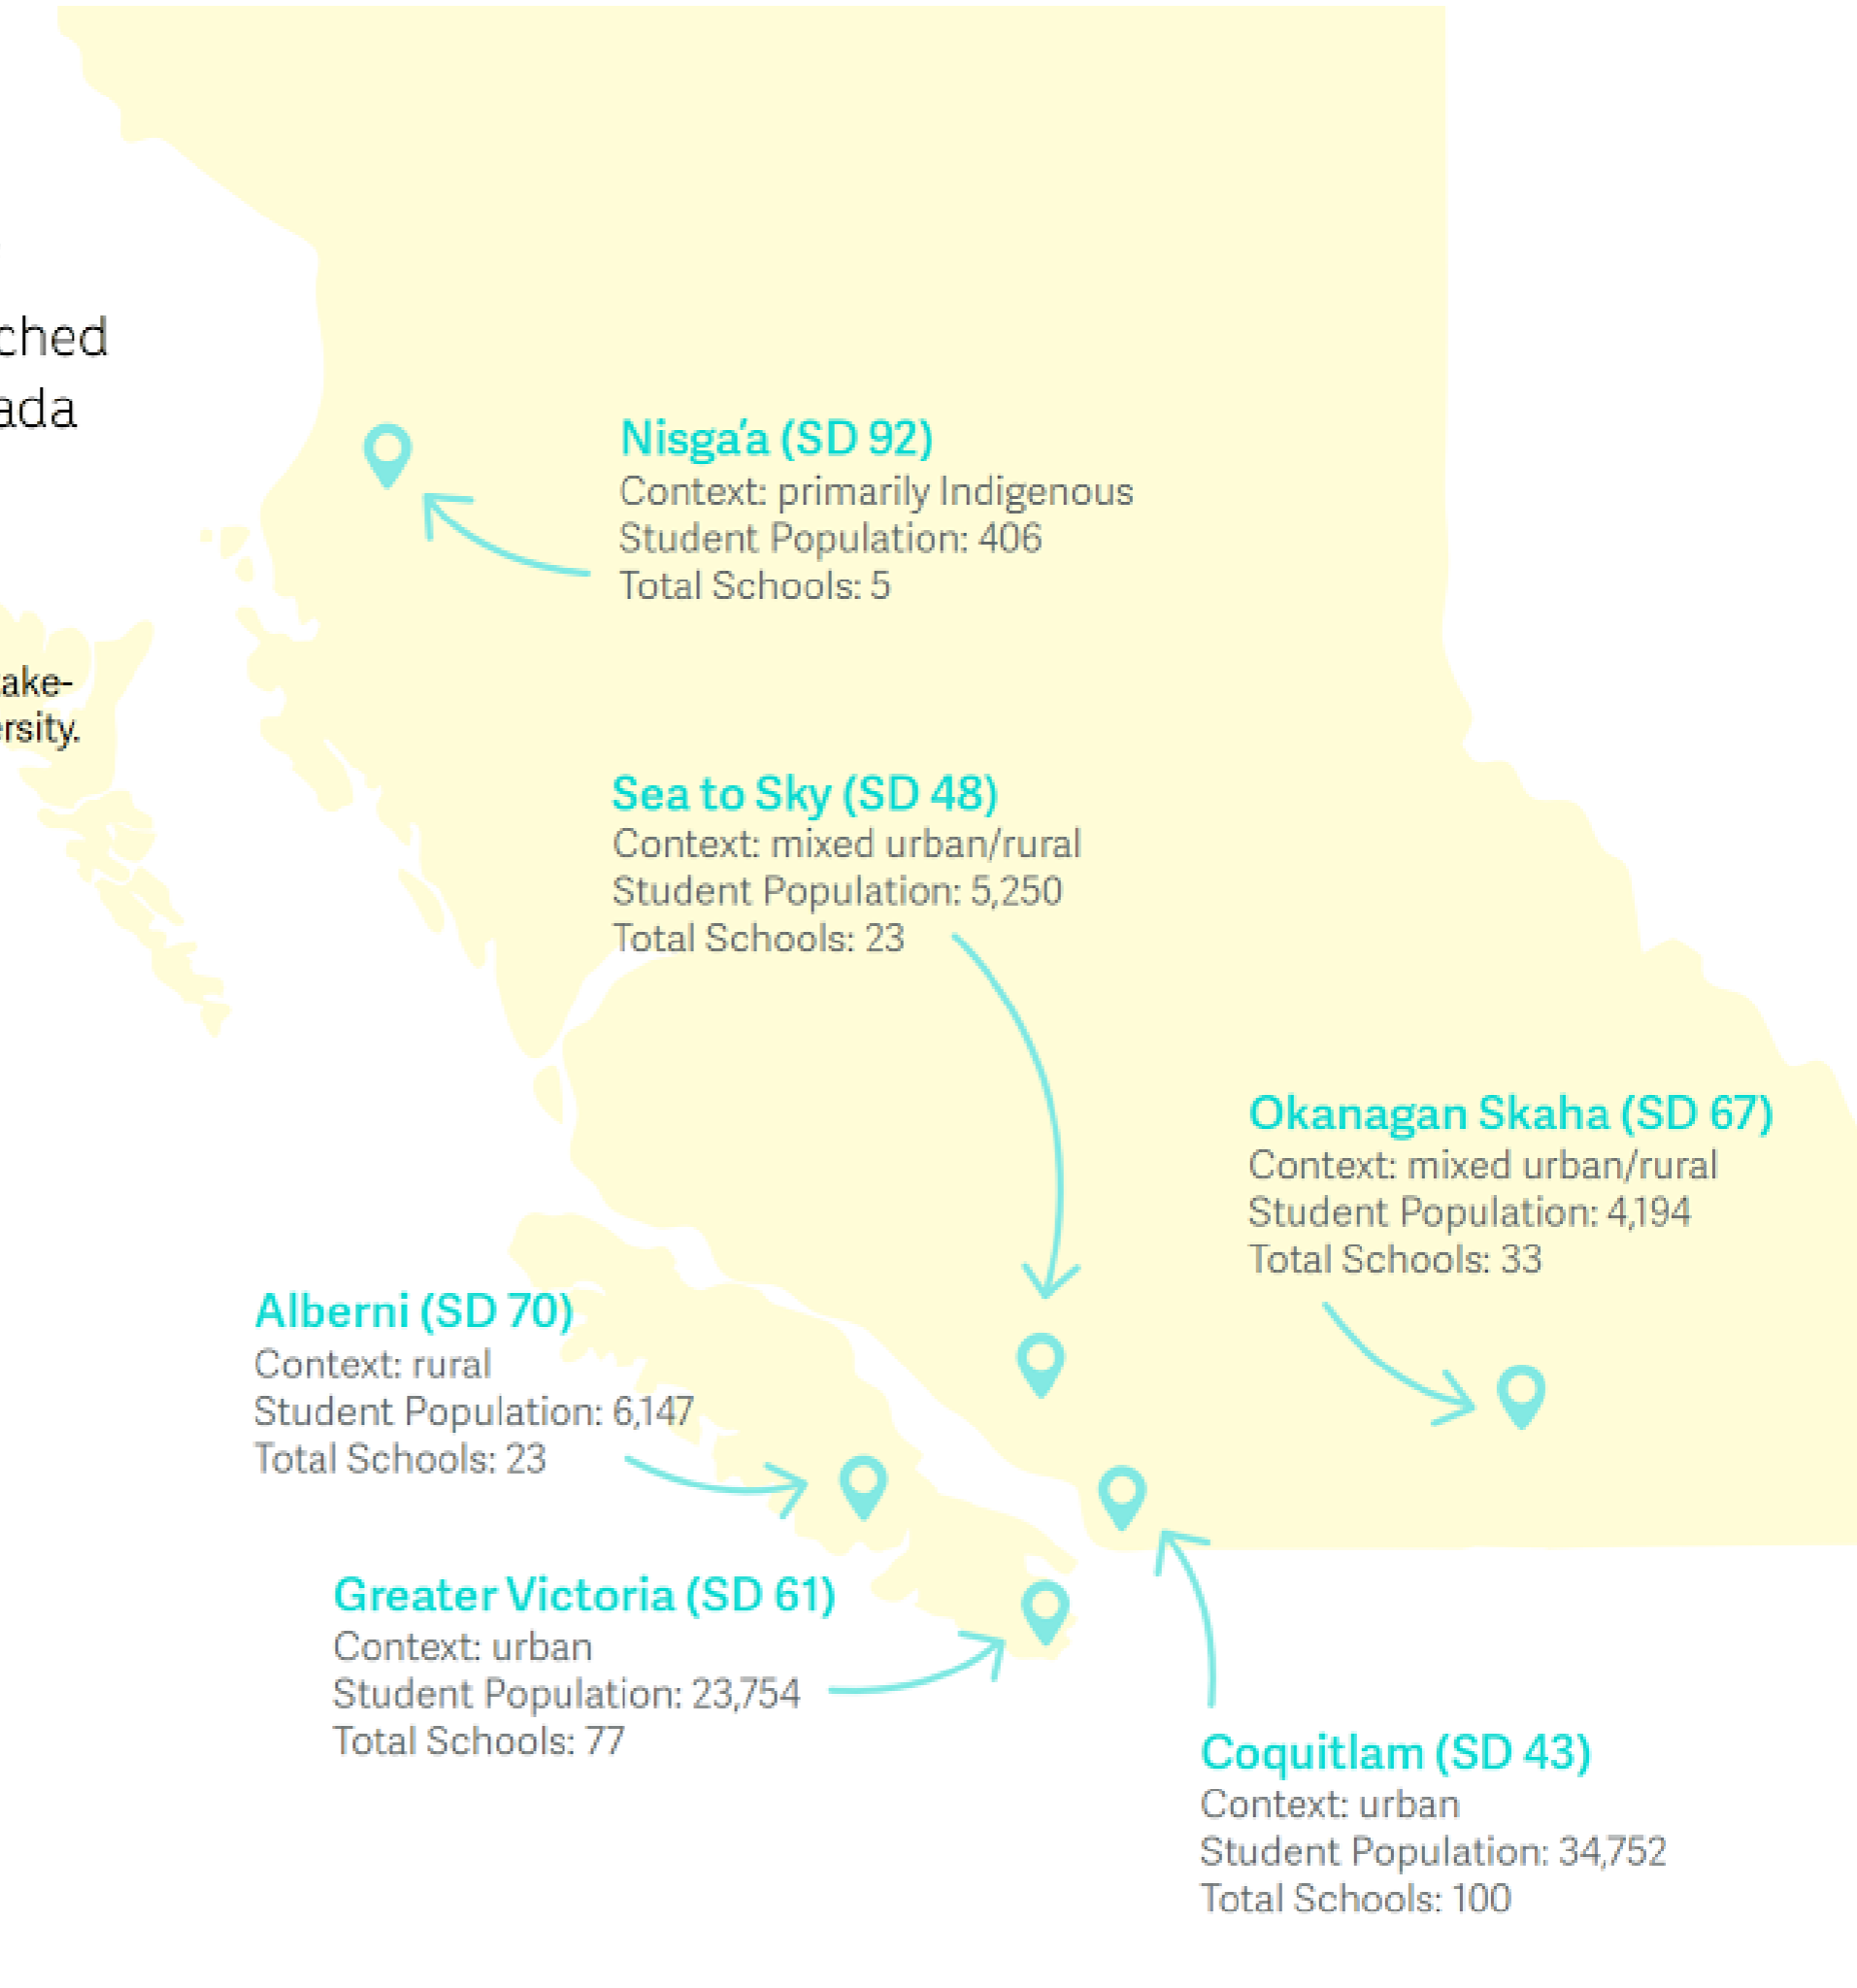 ched
ada
ake-
ersity.
Nisga'a (SD 92)
Context: primarily Indigenous
Student Population: 406
Total Schools: 5
Sea to Sky (SD 48)
Context: mixed urban/rural
Student Population: 5,250
Total Schools: 23
Okanagan Skaha (SD 67)
Context: mixed urban/rural
Student Population: 4,194
Total Schools: 33
Alberni (SD 70)
Context: rural
Student Population: 6,147
Total Schools: 23
Greater Victoria (SD 61)
Context: urban
Student Population: 23,754
Total Schools: 77
Coquitlam (SD 43)
Context: urban
Student Population: 34,752
Total Schools: 100